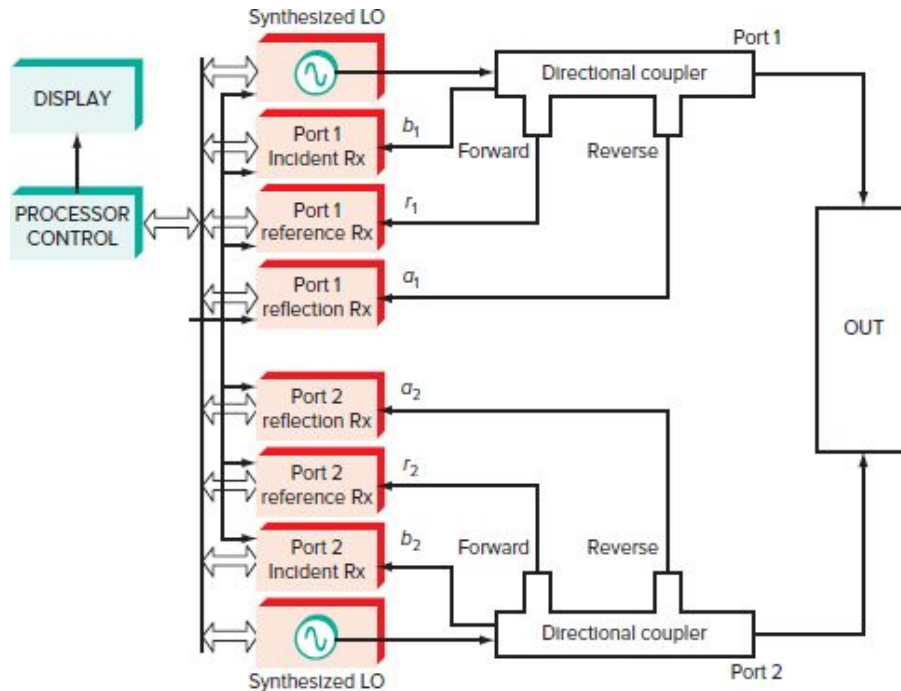 Synthesized LO
Port 1
Directional coupler
DISPLAY
Port 1
Incident Rx
b1
Forward
Reverse
PROCESSOR
CONTROL
Port 1
reference Rx
r1
Port 1
reflection Rx
a1
OUT
Port 2
reflection Rx
a2
Port 2
reference Rx
r2
Port 2
Incident Rx
b2
Forward
Reverse
Directional coupler
Port 2
Synthesized LO